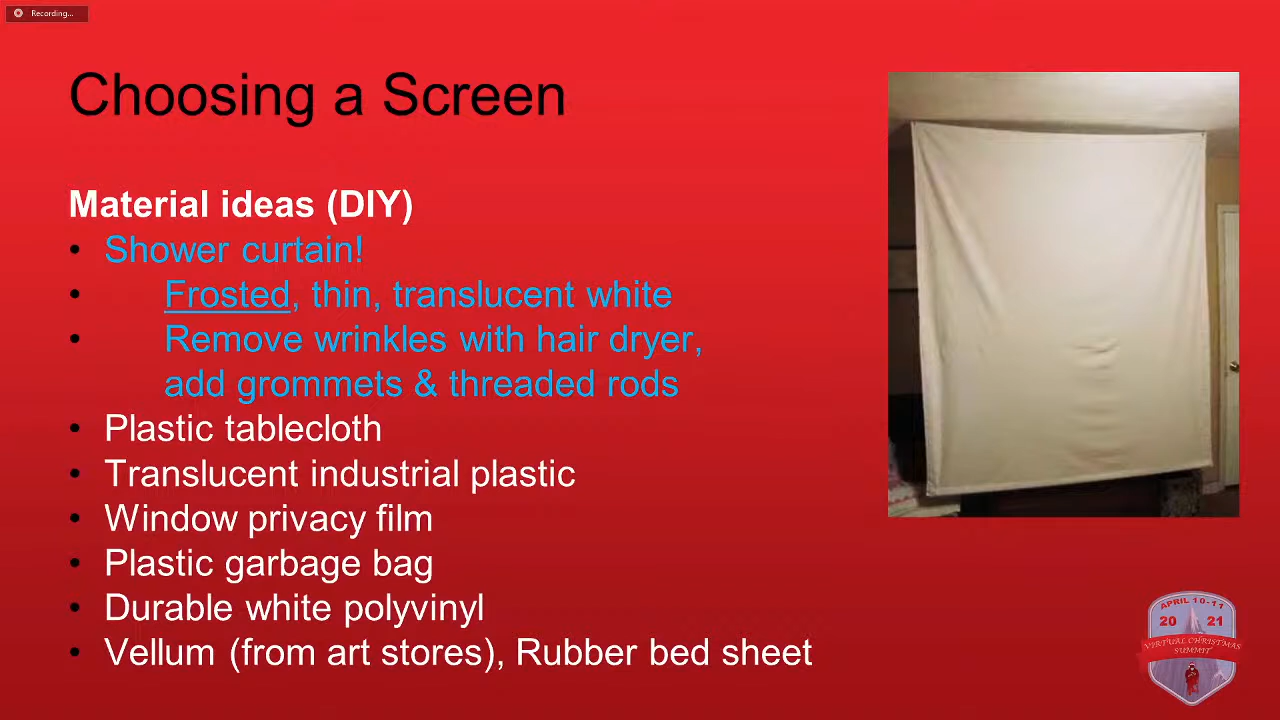 Recording...
Choosing a Screen
Material ideas (DIY)
• Shower curtain!
• Frosted, thin, translucent white
• Remove wrinkles with hair dryer,
add grommets & threaded rods
• Plastic tablecloth
• Translucent industrial plastic
• Window privacy film
• Plastic garbage bag
• Durable white polyvinyl
• Vellum (from art stores), Rubber bed sheet
APRIL 10-11
20 21
VIRTUAL CHRISTMAS
SUMMIT